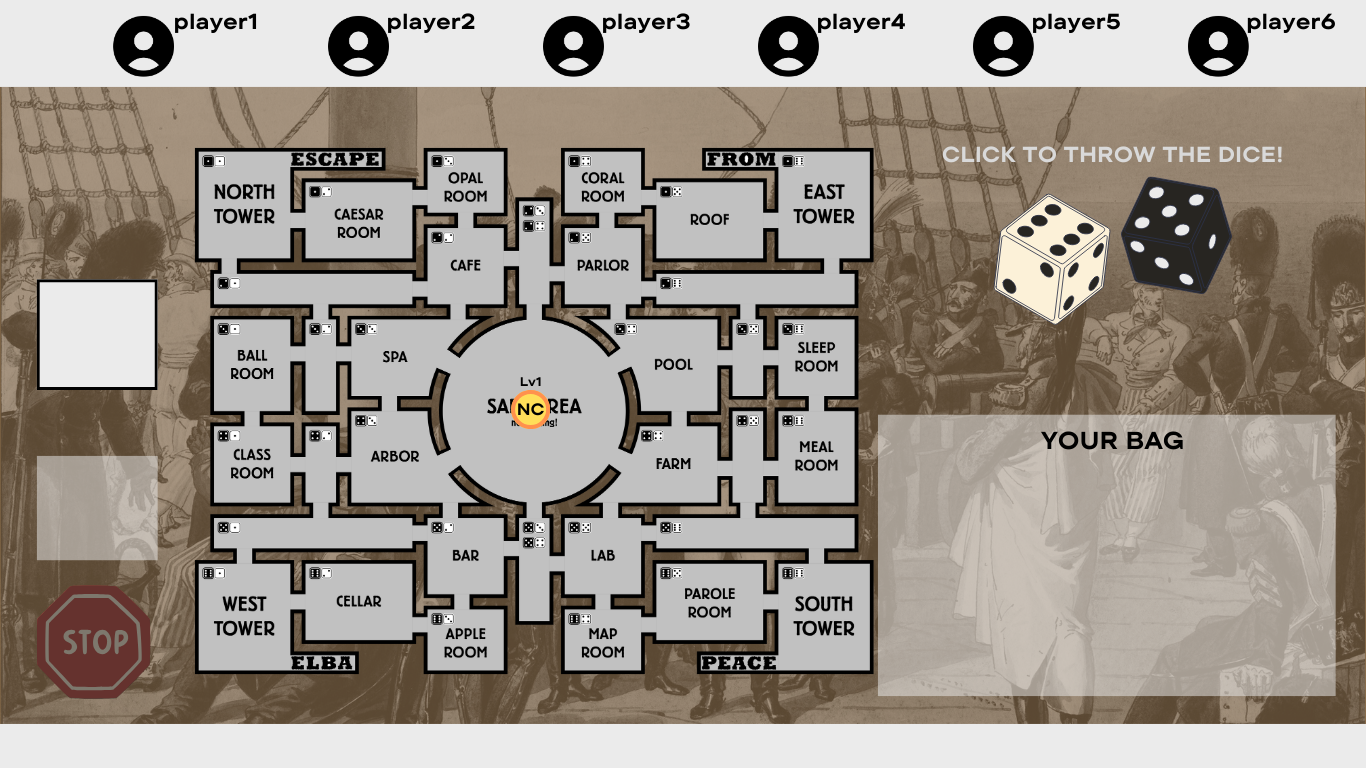 player1
player2
player3
player4
player5
player6
CLICK TO THROW THE DICE!
ESCAPE
FROM
NORTH
TOWER
CAESAR
ROOM
OPAL
ROOM
CORAL
ROOM
ROOF
EAST
TOWER
CAFE
PARLOR
BALL
ROOM
SPA
POOL
SLEEP
ROOM
Lv1
NC
CLASS
ROOM
ARBOR
FARM
MEAL
ROOM
BAR
LAB
WEST
TOWER
CELLAR
APPLE
ROOM
MAP
ROOM
PAROLE
ROOM
SOUTH
TOWER
ELBA
PEACE
STOP
YOUR BAG